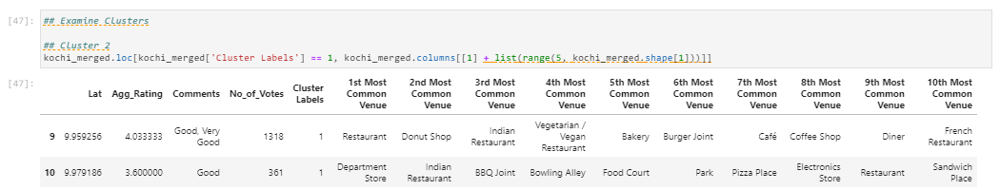 [47]: ## Examine Clusters
## Cluster 2
kochi_merged.loc[kochi_merged['Cluster Labels'] == 1, kochi_merged.columns[[1] + list(range(5, kochi_merged.shape[1]))]]
[47]:
Lat Agg_Rating Comments No_of_Votes Cluster Labels 1st Most Common Venue 2nd Most Common Venue 3rd Most Common Venue 4th Most Common Venue 5th Most Common Venue 6th Most Common Venue 7th Most Common Venue 8th Most Common Venue 9th Most Common Venue 10th Most Common Venue
9 9.959256 4.033333 Good, Very Good 1318 1 Restaurant Donut Shop Indian Restaurant Vegetarian / Vegan Restaurant Bakery Burger Joint Café Coffee Shop Diner French Restaurant
10 9.979186 3.600000 Good 361 1 Department Store Indian Restaurant BBQ Joint Bowling Alley Food Court Park Pizza Place Electronics Store Restaurant Sandwich Place